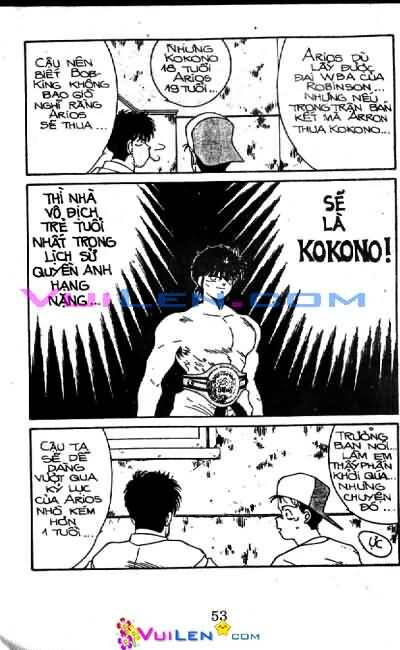 ARIOS DÙ
LẤY ĐƯỢC
ĐAI WBA CỦA
ROBINSON...
NHƯNG NẾU
TRONG TRẬN BÁN
KẾT MÀ ARRON
THUA KOKONO...
NHƯNG
KOKONO
18 TUỔI
ARIOS
19 TUỔI...
CẬU NÊN
BIẾT BOB-
KING KHÔNG
BAO GIỜ
NGHĨ RẰNG
ARIOS
SẼ THUA...
THÌ NHÀ
VÔ ĐỊCH
TRẺ TUỔI
NHẤT TRONG
LỊCH SỬ
QUYỀN ANH
HẠNG
NẶNG...
SẼ
LÀ
KOKONO!
VUILEN.COM
TRƯỞNG
BAN NÓI...
LÀM EM
THẤY PHẤN
KHỞI QUÁ...
NHƯNG
CHUYỆN
ĐÓ...
ỰC
CẬU TA
SẼ DỄ
DÀNG
VƯỢT QUA
KỶ LỤC
CỦA ARIOS
NHỜ KÉM
HƠN
1 TUỔI...
53
VUILEN.COM